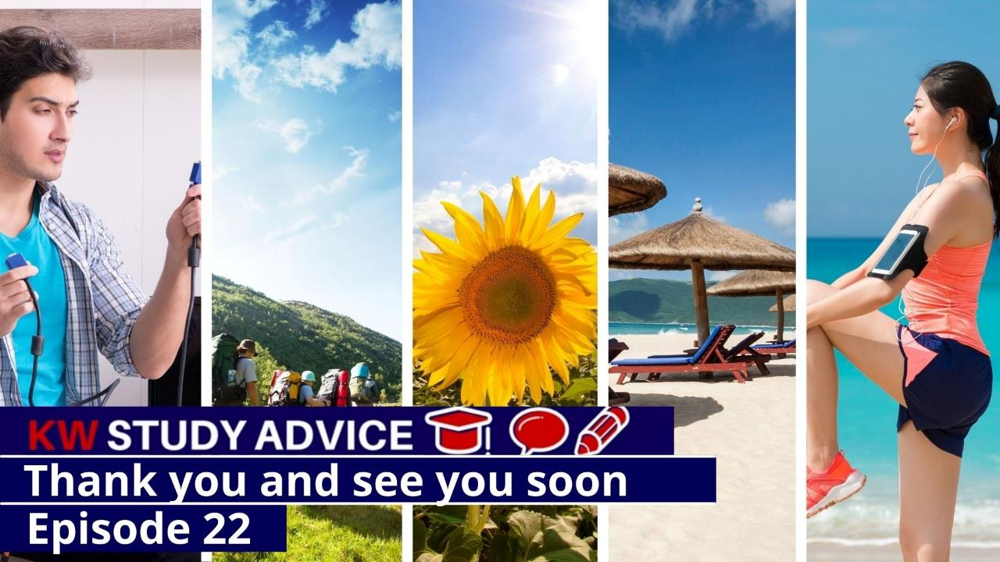 KW STUDY ADVICE
Thank you and see you soon
Episode 22